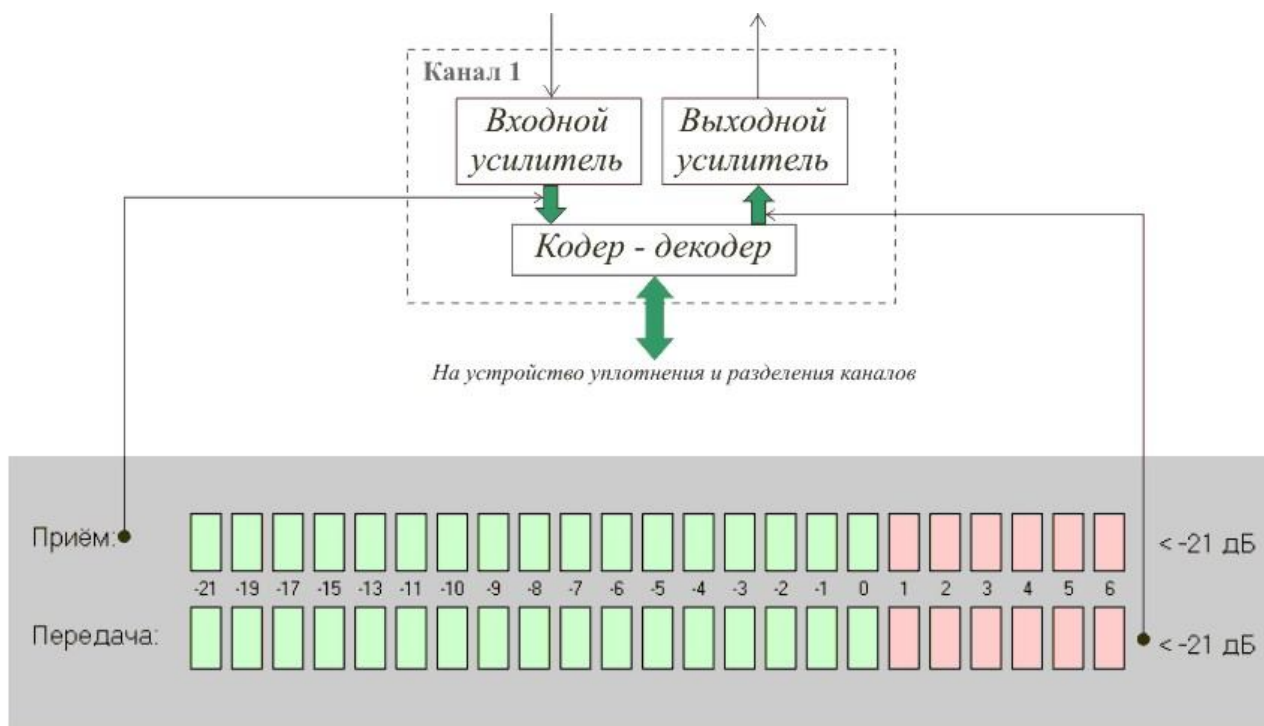 Канал 1
Входной Выходной
усилитель усилитель
Кодер - декодер
На устройство уплотнения и разделения каналов
Приём: < -21 дБ
-21 -19 -17 -15 -13 -11 -10 -9 -8 -7 -6 -5 -4 -3 -2 -1 0 1 2 3 4 5 6
Передача: < -21 дБ